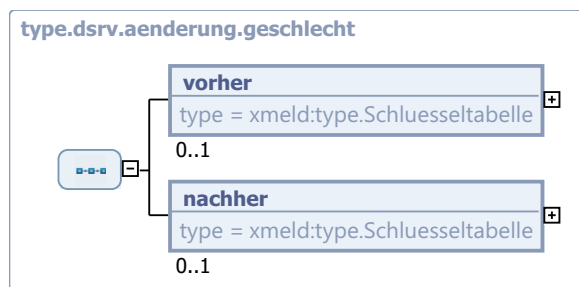 type.dsrv.aenderung.geschlecht
vorher
type = xmeld:type.Schluesseltabelle
0..1
nachher
type = xmeld:type.Schluesseltabelle
0..1